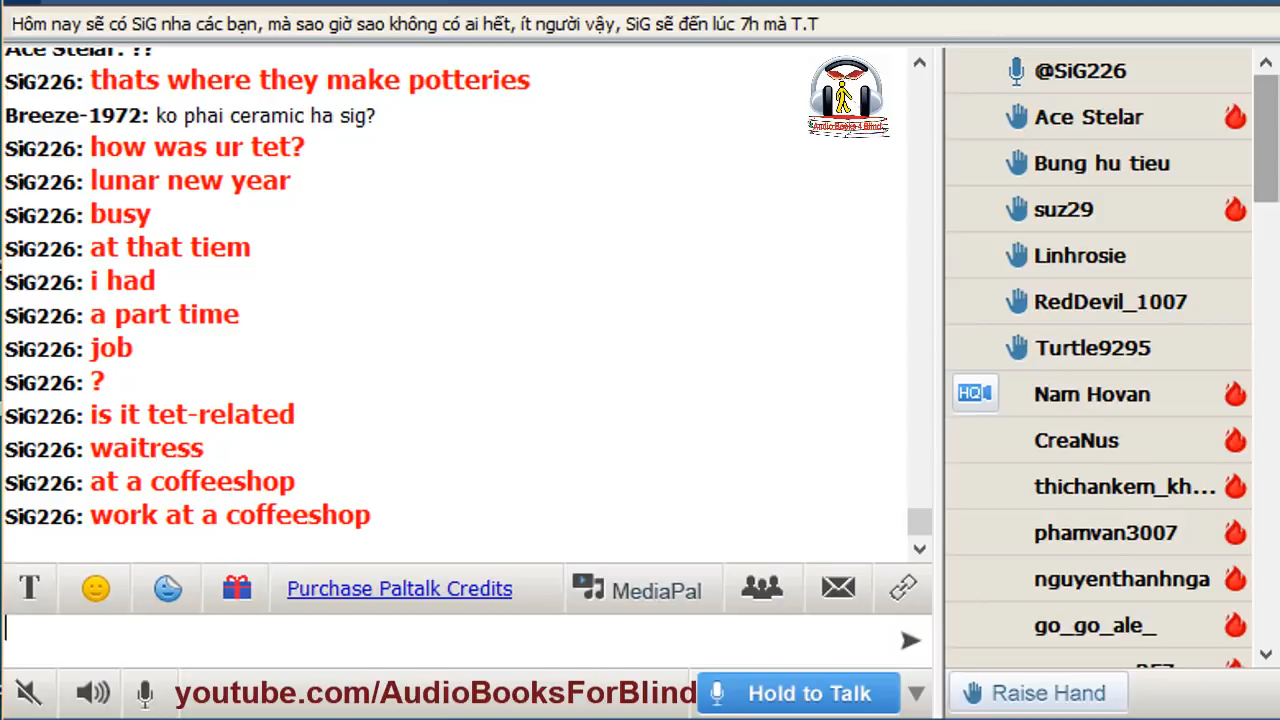 Hôm nay sẽ có SiG nha các bạn, mà sao giờ sao không có ai hết, ít người vậy, SiG sẽ đến lúc 7h mà T.T
Ace Stelar: ??
SiG226: thats where they make potteries
Breeze-1972: ko phai ceramic ha sig?
SiG226: how was ur tet?
SiG226: lunar new year
SiG226: busy
SiG226: at that tiem
SiG226: i had
SiG226: a part time
SiG226: job
SiG226: ?
SiG226: is it tet-related
SiG226: waitress
SiG226: at a coffeeshop
SiG226: work at a coffeeshop
AudioBooks4Blind
@SiG226
Ace Stelar
Bung hu tieu
suz29
Linhrosie
RedDevil_1007
Turtle9295
HQ Nam Hovan
CreaNus
thichankem_kh...
phamvan3007
nguyenthanhnga
go_go_ale_
T Purchase Paltalk Credits MediaPal
youtube.com/AudioBooksForBlind Hold to Talk Raise Hand